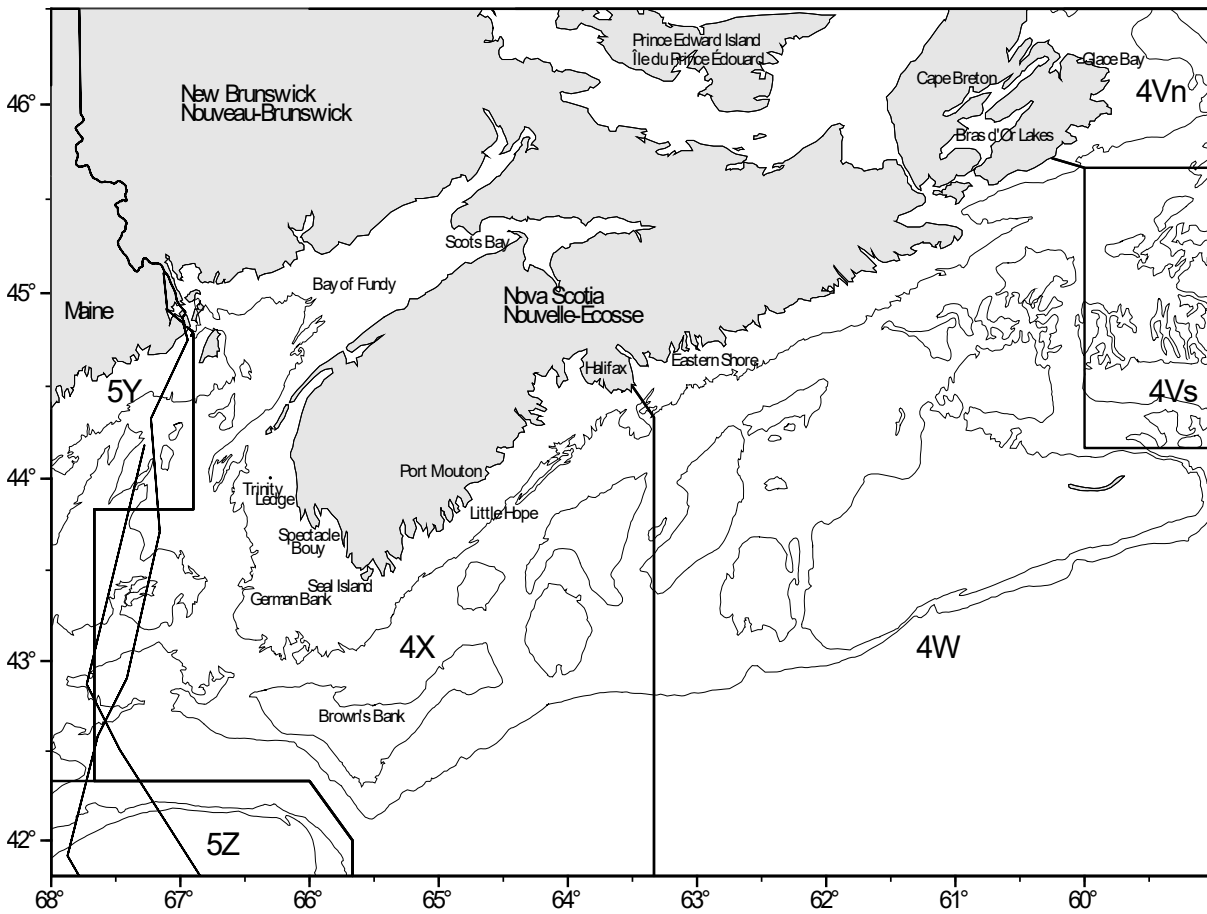 Prince Edward Island
Île du Prince Édouard
Glace Bay
Cape Breton
4Vn
46°
New Brunswick
Nouveau-Brunswick
Bras d'Or Lakes
Scots Bay
Bay of Fundy
45°
Maine
Nova Scotia
Nouvelle-Ecosse
Halifax
Eastern Shore
5Y
4Vs
44°
Port Mouton
Trinity
Ledge
Little Hope
Spectacle
Bouy
Seal Island
German Bank
43°
4X
4W
Brown's Bank
42°
5Z
68° 67° 66° 65° 64° 63° 62° 61° 60°